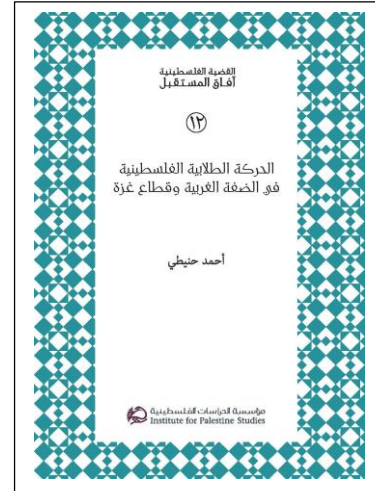 القضية الفلسطينية
آفاق المستقبل
١٢
الحركة الطلابية الفلسطينية
في الضفة الغربية وقطاع غزة
أحمد حنيطي
مؤسسة الدراسات الفلسطينية
Institute for Palestine Studies